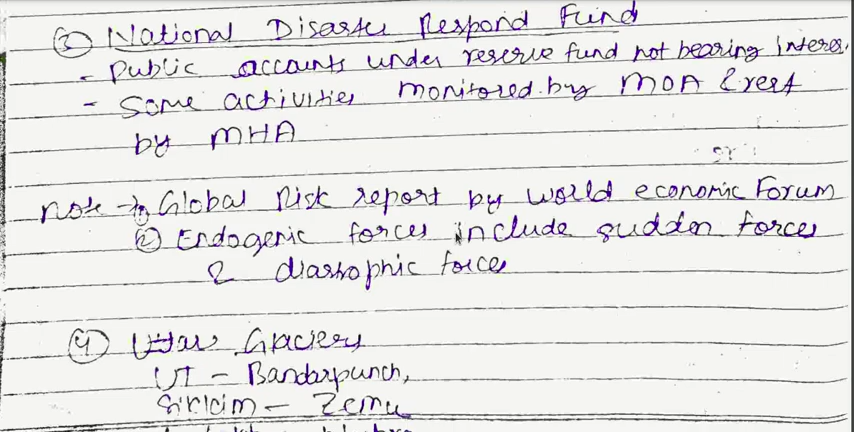 ③ National Disaster Respond Fund
- Public accounts under reserve fund not bearing interes.
- Some activities monitored by MOA & rest
by MHA
Note → ① Global Risk report by World economic Forum
② Endogenic forces include sudden forces
& diastrophic forces
④ Glaciers
UT - Bandarpunch,
Sikkim - Zemu